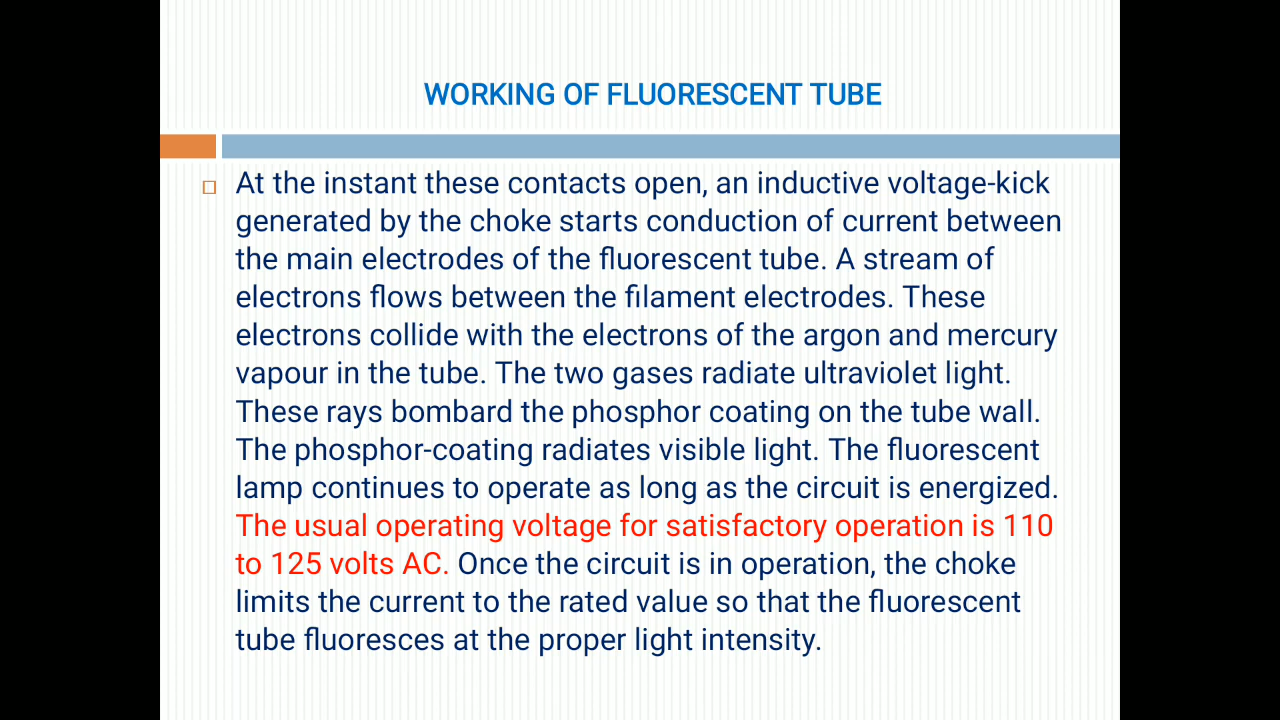 WORKING OF FLUORESCENT TUBE
At the instant these contacts open, an inductive voltage-kick
generated by the choke starts conduction of current between
the main electrodes of the fluorescent tube. A stream of
electrons flows between the filament electrodes. These
electrons collide with the electrons of the argon and mercury
vapour in the tube. The two gases radiate ultraviolet light.
These rays bombard the phosphor coating on the tube wall.
The phosphor-coating radiates visible light. The fluorescent
lamp continues to operate as long as the circuit is energized.
The usual operating voltage for satisfactory operation is 110
to 125 volts AC. Once the circuit is in operation, the choke
limits the current to the rated value so that the fluorescent
tube fluoresces at the proper light intensity.